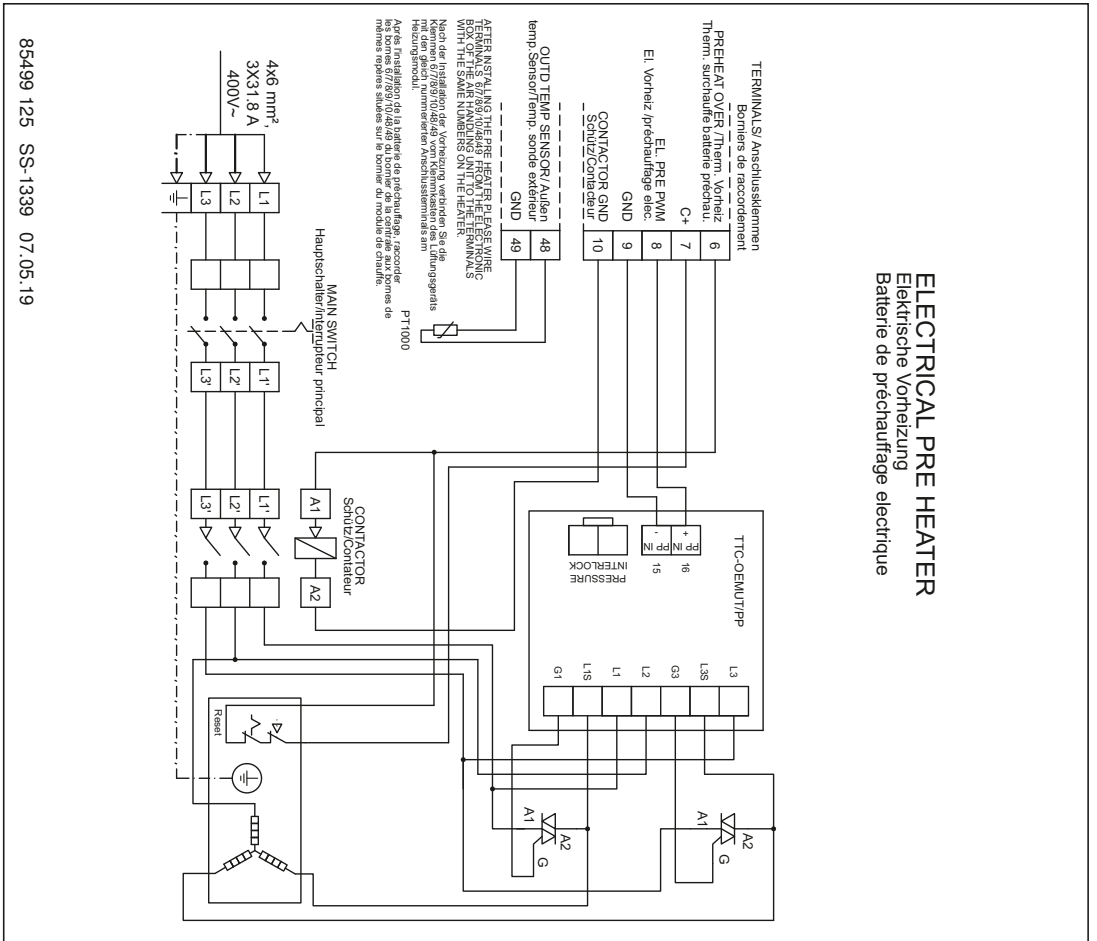 ELECTRICAL PRE HEATER
Elektrische Vorheizung
Batterie de préchauffage electrique
TERMINALS/ Anschlussklemmen
Borniers de raccordement
PREHEAT OVER /Therm. Vorheiz
Therm. surchauffe batterie préchau.
6
C+
7
EL. PRE PWM
El. Vorheiz /préchauffage elec.
8
GND
9
CONTACTOR GND
Schütz/Contacteur
10
OUTD TEMP SENSOR/ Außen
temp.Sensor/Temp. sonde extérieur
48
GND
49
PT1000
AFTER INSTALLING THE PRE HEATER PLEASE WIRE
TERMINALS 6/7/8/9/10/48/49 FROM THE ELECTRONIC
BOX OF THE AIR HANDLING UNIT TO THE TERMINALS
WITH THE SAME NUMBERS ON THE HEATER.
Nach der Installation der Vorheizung verbinden Sie die
Klemmen 6/7/8/9/10/48/49 vom Klemmkasten des Lüftungsgeräts
mit den gleich nummerierten Anschlussterminals am
Heizungsmodul.
Après l'installation de la batterie de préchauffage, raccorder
les bornes 6/7/8/9/10/48/49 du bornier de la centrale aux bornes de
mêmes repères situées sur le bornier du module de chauffe.
TTC-OEMUT/PP
+
PP IN
16
-
PP IN
15
PRESSURE
INTERLOCK
L3
L3S
G3
L2
L1
L1S
G1
A1
A2
G
A1
A2
G
CONTACTOR
Schütz/Contateur
A1
A2
MAIN SWITCH
Hauptschalter/interrupteur principal
4x6 mm²,
3X31.8 A
400V~
L1
L2
L3
L1'
L2'
L3'
L1'
L2'
L3'
Reset
85499 125 SS-1339 07.05.19